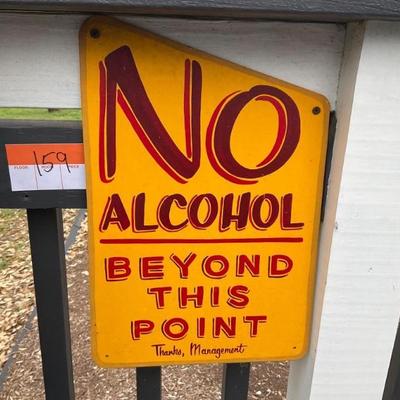 NO
ALCOHOL
BEYOND
THIS
POINT
Thanks, Management
159